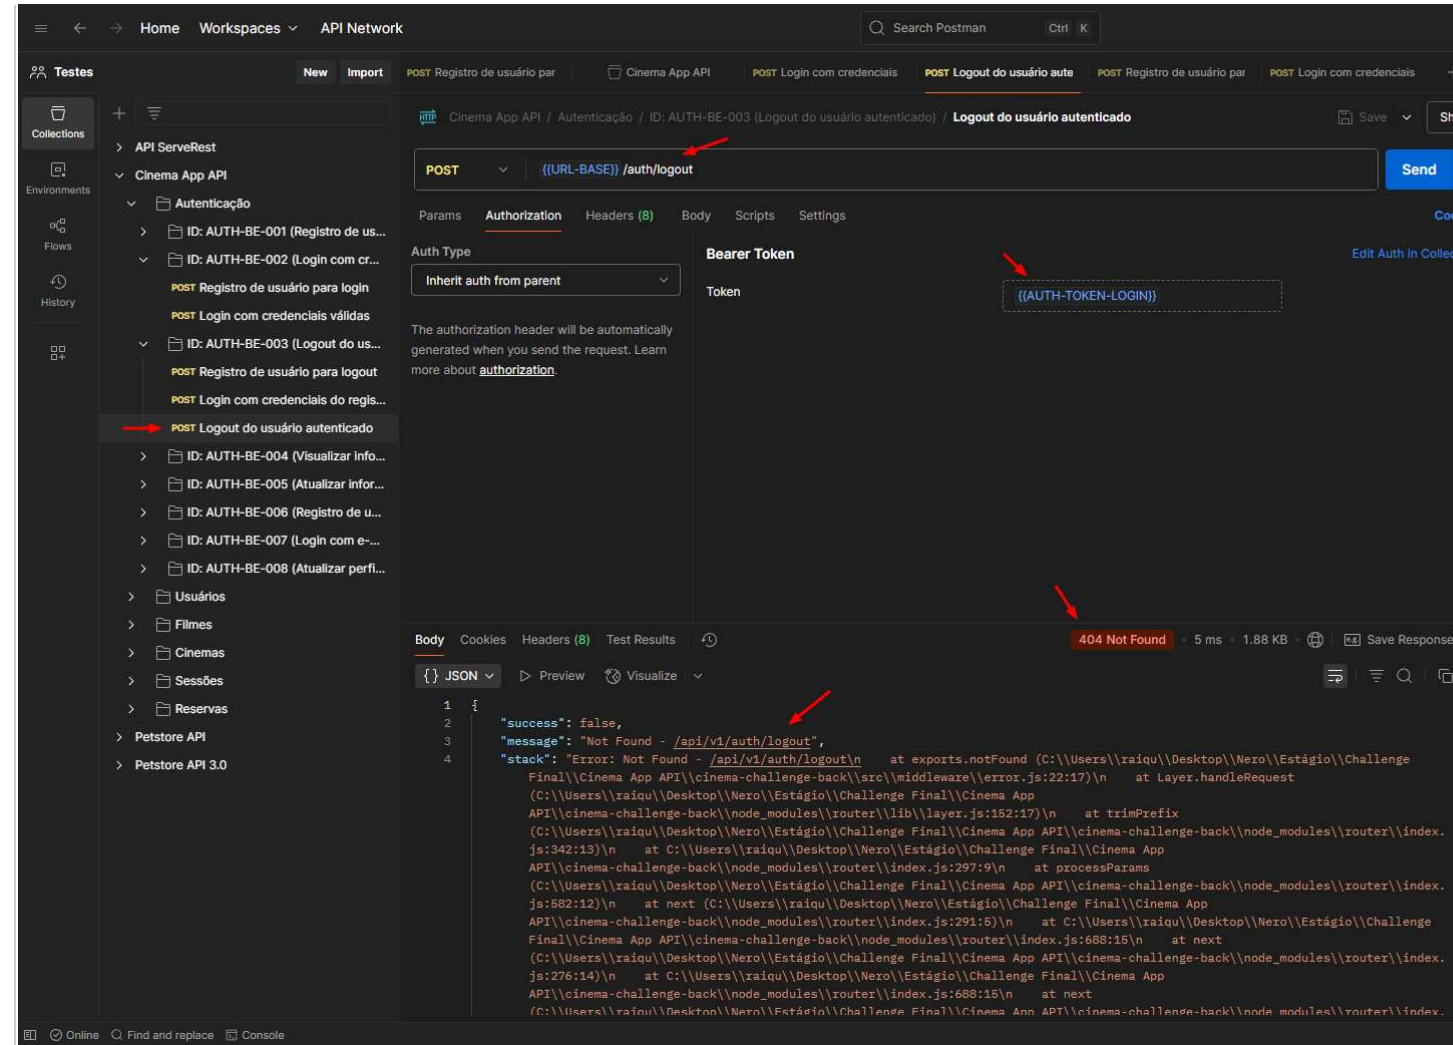 Home Workspaces API Network Search Postman Ctrl K
Testes New Import POST Registro de usuário par Cinema App API POST Login com credenciais POST Logout do usuário aute POST Registro de usuário par POST Login com credenciais
Collections
Environments
Flows
History
API ServeRest
Cinema App API
Autenticação
ID: AUTH-BE-001 (Registro de us...
ID: AUTH-BE-002 (Login com cr...
POST Registro de usuário para login
POST Login com credenciais válidas
ID: AUTH-BE-003 (Logout do us...
POST Registro de usuário para logout
POST Login com credenciais do regis...
POST Logout do usuário autenticado
ID: AUTH-BE-004 (Visualizar info...
ID: AUTH-BE-005 (Atualizar infor...
ID: AUTH-BE-006 (Registro de u...
ID: AUTH-BE-007 (Login com e-...
ID: AUTH-BE-008 (Atualizar perfi...
Usuários
Filmes
Cinemas
Sessões
Reservas
Petstore API
Petstore API 3.0
HTTP Cinema App API / Autenticação / ID: AUTH-BE-003 (Logout do usuário autenticado) / Logout do usuário autenticado Save Sh
POST {{URL-BASE}} /auth/logout Send
Params Authorization Headers (8) Body Scripts Settings Coo
Auth Type
Inherit auth from parent
The authorization header will be automatically
generated when you send the request. Learn
more about authorization.
Bearer Token Edit Auth in Collec
Token {{AUTH-TOKEN-LOGIN}}
Body Cookies Headers (8) Test Results 404 Not Found 5 ms 1.88 KB e.g. Save Response
{} JSON Preview Visualize
1 {
2 "success": false,
3 "message": "Not Found - /api/v1/auth/logout",
4 "stack": "Error: Not Found - /api/v1/auth/logout\n    at exports.notFound (C:\\Users\\raiqu\\Desktop\\Nero\\Estágio\\Challenge
Final\\Cinema App API\\cinema-challenge-back\\src\\middleware\\error.js:22:17)\n    at Layer.handleRequest
(C:\\Users\\raiqu\\Desktop\\Nero\\Estágio\\Challenge Final\\Cinema App
API\\cinema-challenge-back\\node_modules\\router\\lib\\layer.js:152:17)\n    at trimPrefix
(C:\\Users\\raiqu\\Desktop\\Nero\\Estágio\\Challenge Final\\Cinema App API\\cinema-challenge-back\\node_modules\\router\\index.
js:342:13)\n    at C:\\Users\\raiqu\\Desktop\\Nero\\Estágio\\Challenge Final\\Cinema App
API\\cinema-challenge-back\\node_modules\\router\\index.js:297:9)\n    at processParams
(C:\\Users\\raiqu\\Desktop\\Nero\\Estágio\\Challenge Final\\Cinema App API\\cinema-challenge-back\\node_modules\\router\\index.
js:582:12)\n    at next (C:\\Users\\raiqu\\Desktop\\Nero\\Estágio\\Challenge Final\\Cinema App
API\\cinema-challenge-back\\node_modules\\router\\index.js:291:5)\n    at C:\\Users\\raiqu\\Desktop\\Nero\\Estágio\\Challenge
Final\\Cinema App API\\cinema-challenge-back\\node_modules\\router\\index.js:688:15\n    at next
(C:\\Users\\raiqu\\Desktop\\Nero\\Estágio\\Challenge Final\\Cinema App API\\cinema-challenge-back\\node_modules\\router\\index.
js:276:14)\n    at C:\\Users\\raiqu\\Desktop\\Nero\\Estágio\\Challenge Final\\Cinema App
API\\cinema-challenge-back\\node_modules\\router\\index.js:688:15\n    at next
(C:\\Users\\raiqu\\Desktop\\Nero\\Estágio\\Challenge Final\\Cinema App API\\cinema-challenge-back\\node_modules\\router\\index.
Online Find and replace Console